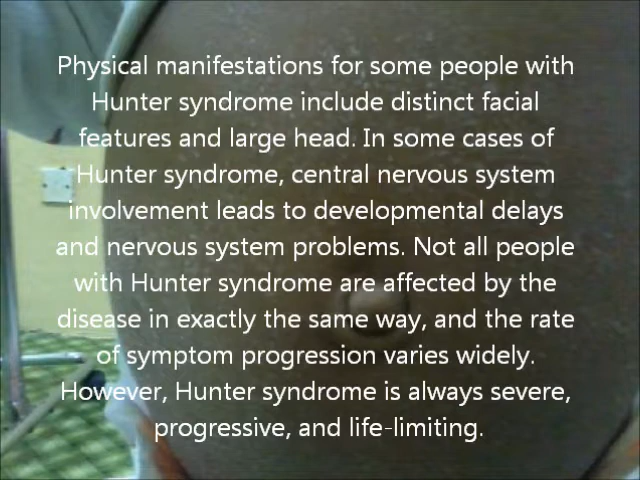 Physical manifestations for some people with
Hunter syndrome include distinct facial
features and large head. In some cases of
Hunter syndrome, central nervous system
involvement leads to developmental delays
and nervous system problems. Not all people
with Hunter syndrome are affected by the
disease in exactly the same way, and the rate
of symptom progression varies widely.
However, Hunter syndrome is always severe,
progressive, and life-limiting.